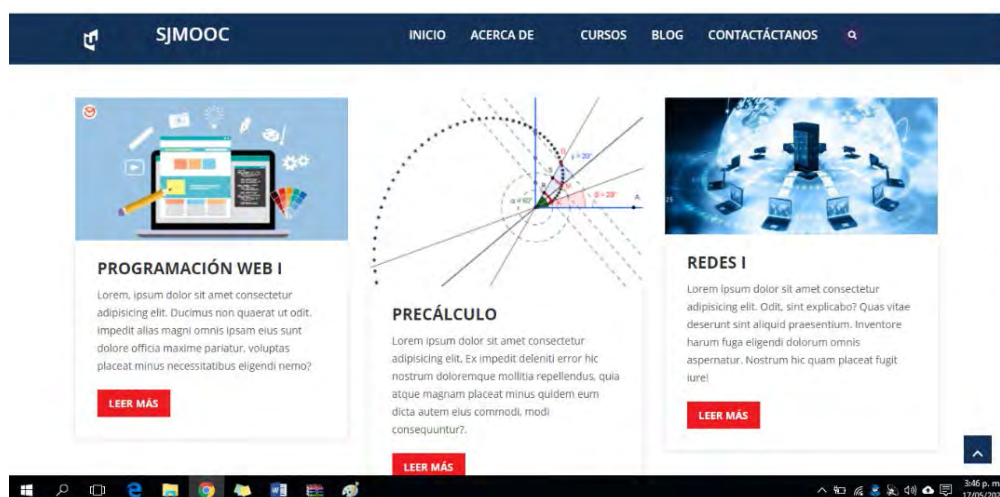 SJMOOC
INICIO ACERCA DE CURSOS BLOG CONTACTÁCTANOS
PROGRAMACIÓN WEB I
Lorem, ipsum dolor sit amet consectetur
adipisicing elit. Ducimus non quaerat ut odit.
impedit alias magni omnis ipsam eius sunt
dolore officia maxime pariatur, voluptas
placeat minus necessitatibus eligendi nemo?
LEER MÁS
PRECÁLCULO
Lorem ipsum dolor sit amet consectetur
adipisicing elit. Ex impedit deleniti error hic
nostrum doloremque mollitia repellendus, quia
atque magnam placeat minus quidem eum
dicta autem eius commodi, modi
consequuntur?.
LEER MÁS
REDES I
Lorem ipsum dolor sit amet consectetur
adipisicing elit. Odit, sint explicabo? Quas vitae
deserunt sint aliquid praesentium. Inventore
harum fuga eligendi dolorum omnis
aspernatur. Nostrum hic quam placeat fugit
iure!
LEER MÁS
3:46 p. m